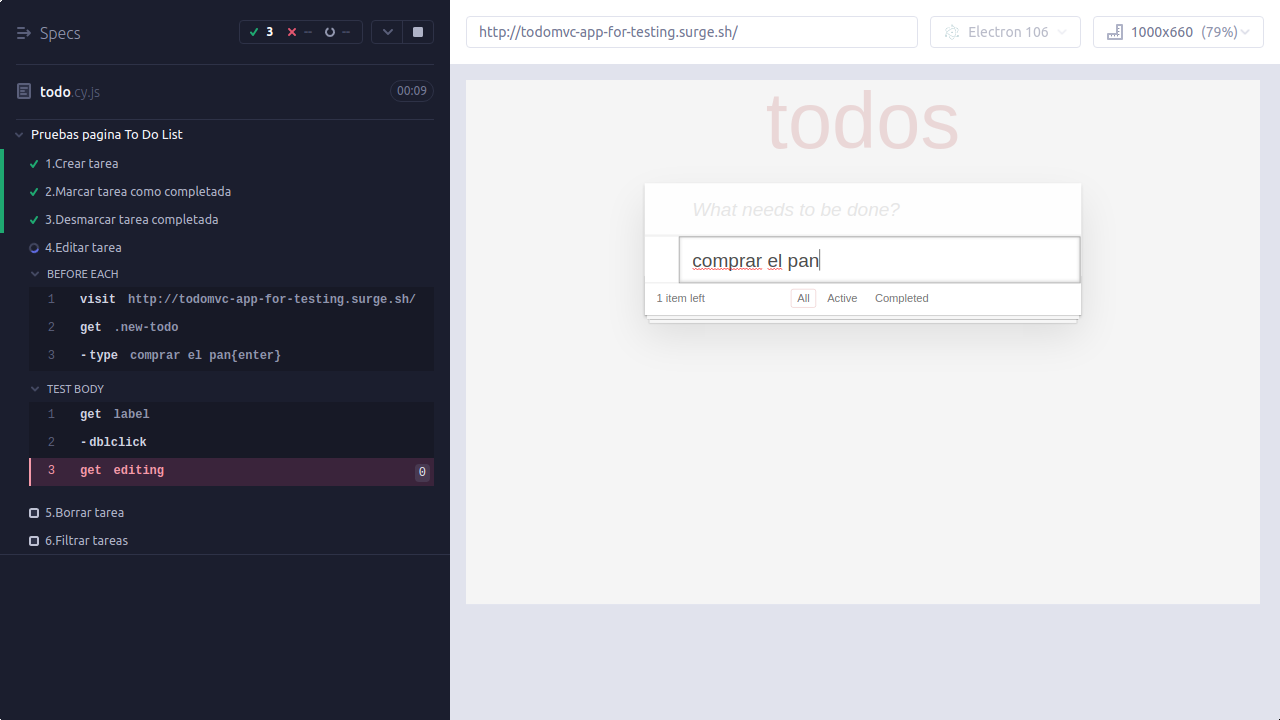 Specs
3 -- --
todo.cy.js
00:09
Pruebas pagina To Do List
1.Crear tarea
2.Marcar tarea como completada
3.Desmarcar tarea completada
4.Editar tarea
BEFORE EACH
1 visit http://todomvc-app-for-testing.surge.sh/
2 get .new-todo
3 -type comprar el pan{enter}
TEST BODY
1 get label
2 -dblclick
3 get editing 0
5.Borrar tarea
6.Filtrar tareas
http://todomvc-app-for-testing.surge.sh/
Electron 106
1000x660 (79%)
todos
What needs to be done?
comprar el pan
1 item left All Active Completed